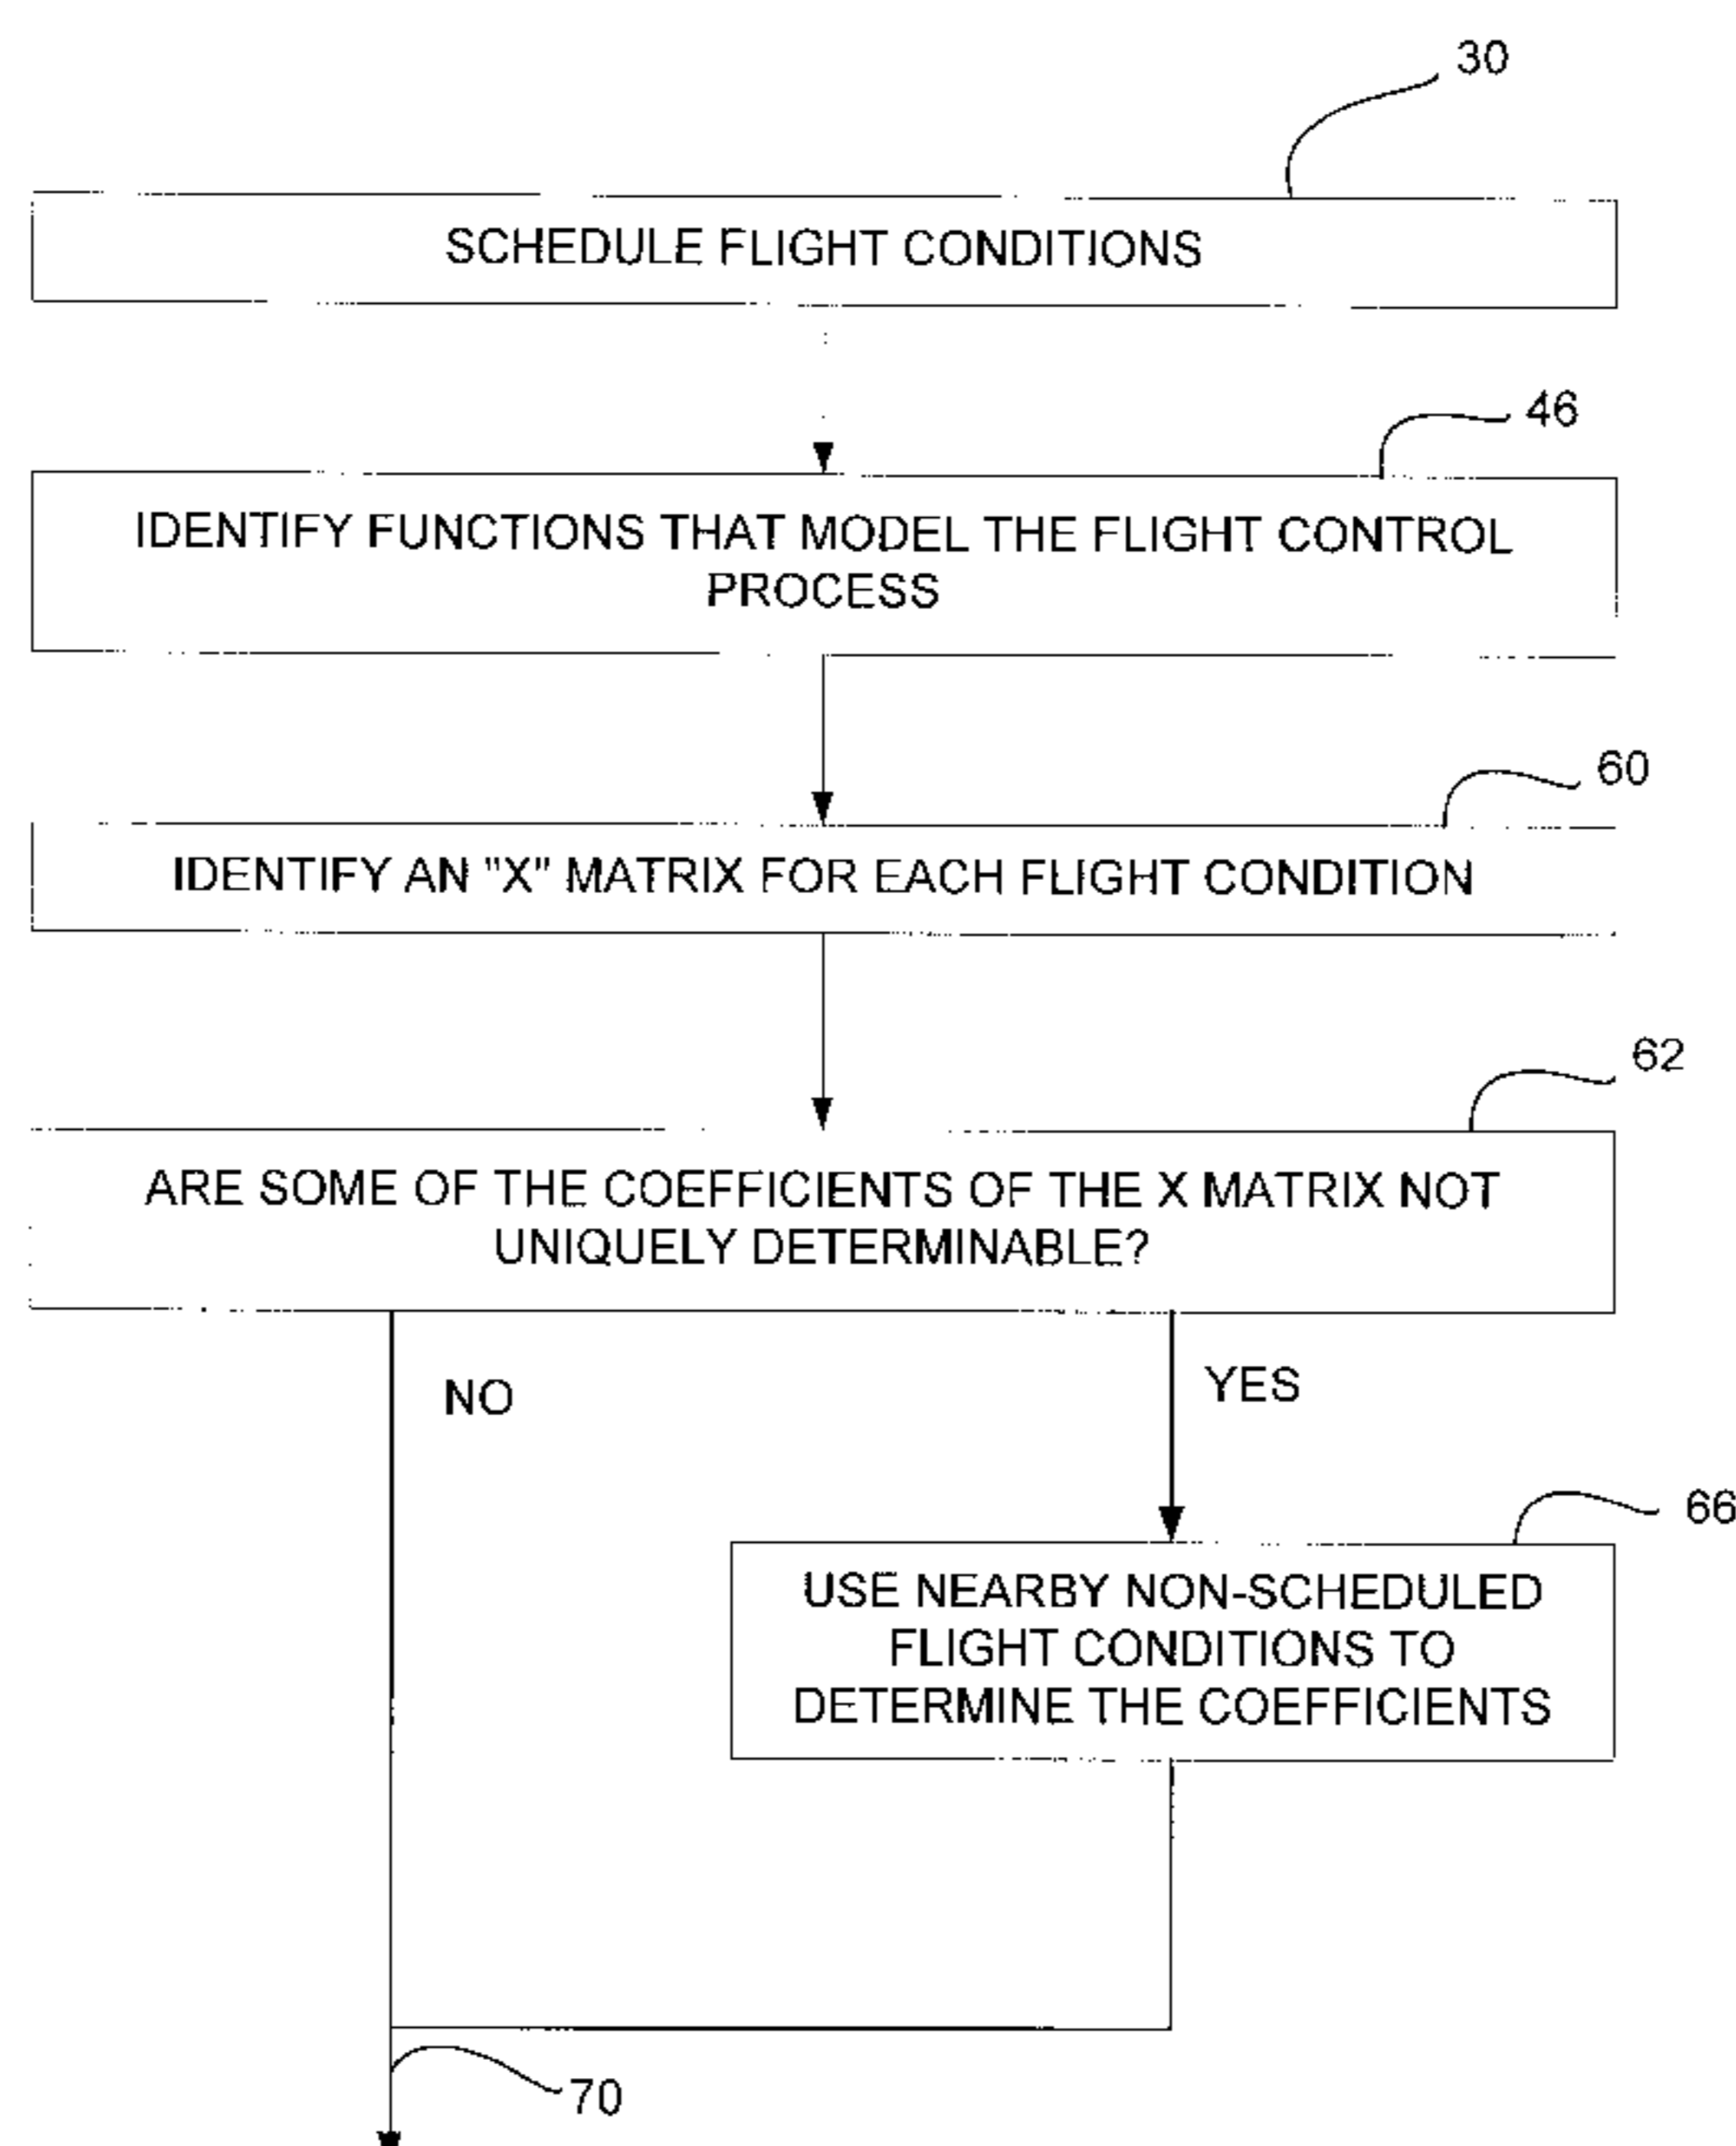 30
SCHEDULE FLIGHT CONDITIONS
46
IDENTIFY FUNCTIONS THAT MODEL THE FLIGHT CONTROL
PROCESS
60
IDENTIFY AN "X" MATRIX FOR EACH FLIGHT CONDITION
62
ARE SOME OF THE COEFFICIENTS OF THE X MATRIX NOT
UNIQUELY DETERMINABLE?
NO
YES
66
USE NEARBY NON-SCHEDULED
FLIGHT CONDITIONS TO
DETERMINE THE COEFFICIENTS
70